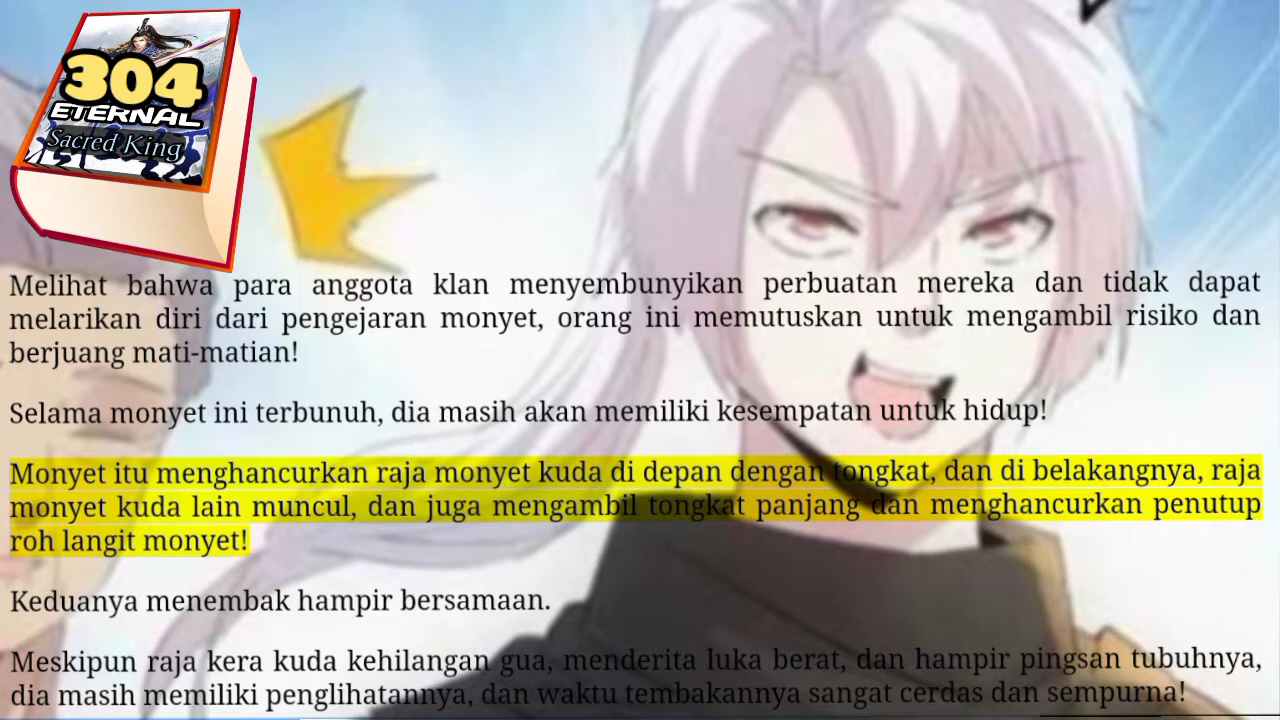 304
ETERNAL
Sacred King
Melihat bahwa para anggota klan menyembunyikan perbuatan mereka dan tidak dapat
melarikan diri dari pengejaran monyet, orang ini memutuskan untuk mengambil risiko dan
berjuang mati-matian!
Selama monyet ini terbunuh, dia masih akan memiliki kesempatan untuk hidup!
Monyet itu menghancurkan raja monyet kuda di depan dengan tongkat, dan di belakangnya, raja
monyet kuda lain muncul, dan juga mengambil tongkat panjang dan menghancurkan penutup
roh langit monyet!
Keduanya menembak hampir bersamaan.
Meskipun raja kera kuda kehilangan gua, menderita luka berat, dan hampir pingsan tubuhnya,
dia masih memiliki penglihatannya, dan waktu tembakannya sangat cerdas dan sempurna!